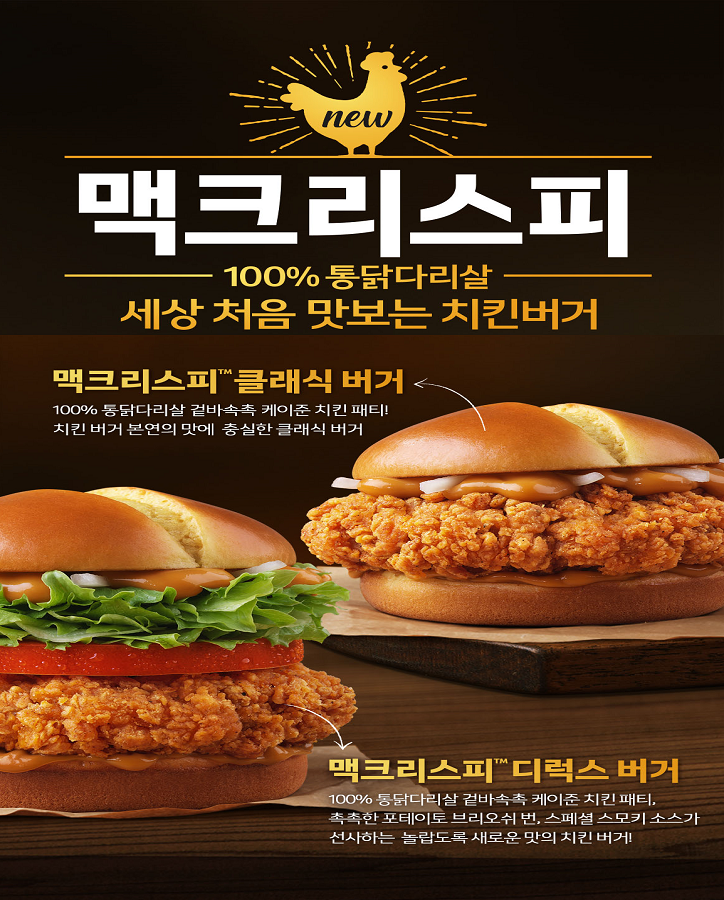 new
맥크리스피
100% 통닭다리살
세상 처음 맛보는 치킨버거
맥크리스피™ 클래식 버거
100% 통닭다리살 겉바속촉 케이준 치킨 패티!
치킨 버거 본연의 맛에 충실한 클래식 버거
맥크리스피™ 디럭스 버거
100% 통닭다리살 겉바속촉 케이준 치킨 패티,
촉촉한 포테이토 브리오쉬 번, 스페셜 스모키 소스가
선사하는 놀랍도록 새로운 맛의 치킨 버거!